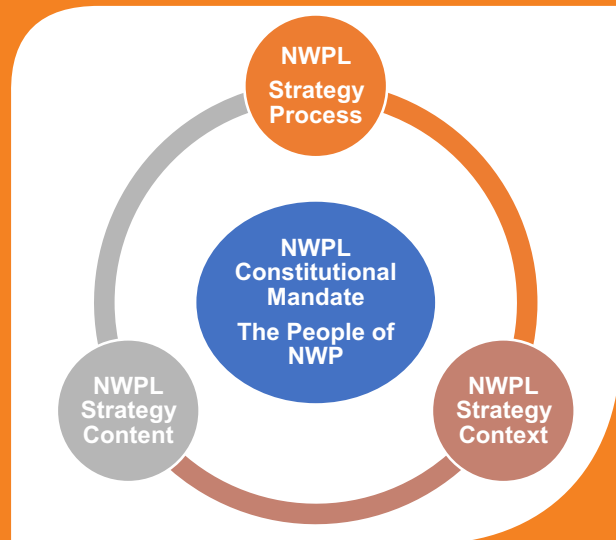 NWPL
Strategy
Process
NWPL
Constitutional
Mandate
The People of
NWP
NWPL
Strategy
Content
NWPL
Strategy
Context